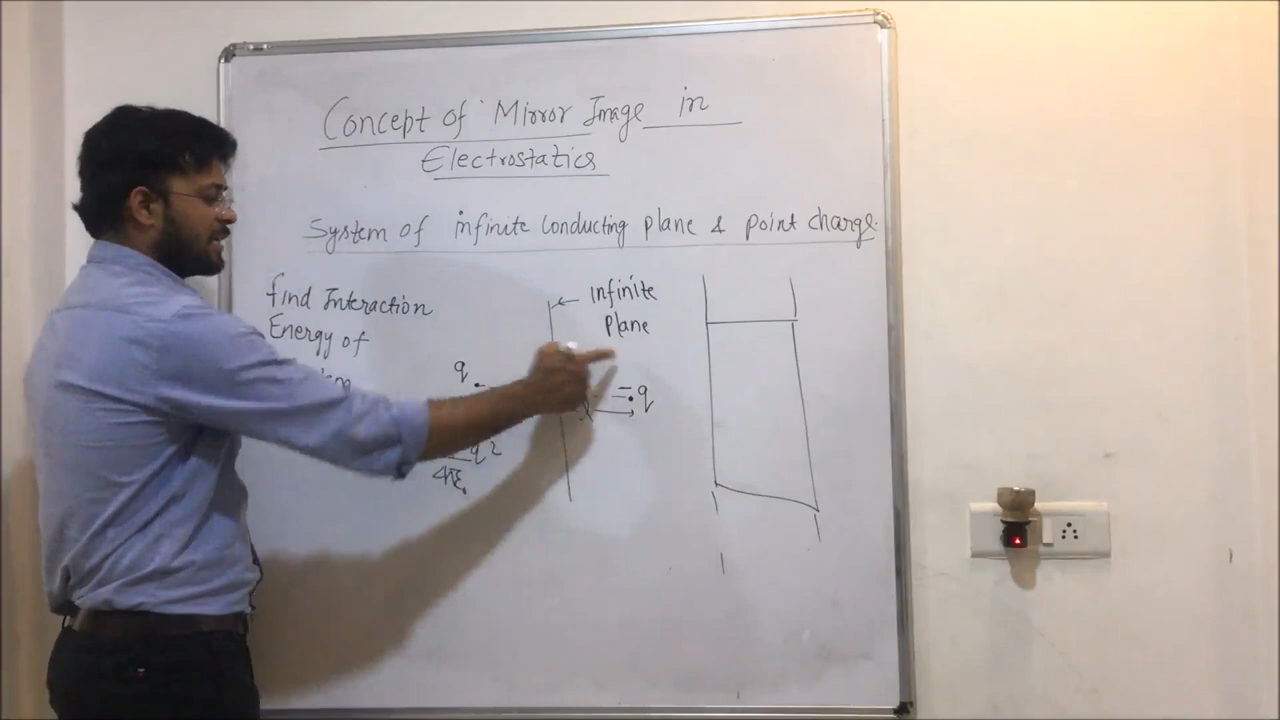 Concept of Mirror Image in
Electrostatics
System of infinite Conducting plane & point charge.
find Interaction
Energy of
← Infinite
Plane
q
= q
q2
4πε₀